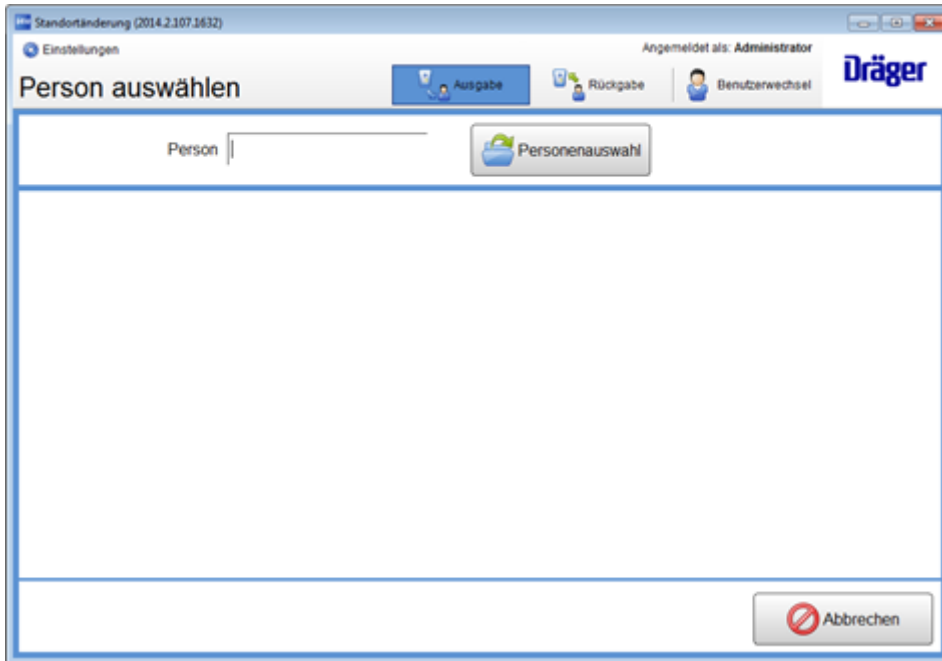 Standortänderung (2014.2.107.1632)
Einstellungen
Angemeldet als: Administrator
Person auswählen
Ausgabe
Rückgabe
Benutzerwechsel
Dräger
Person
Personenauswahl
Abbrechen